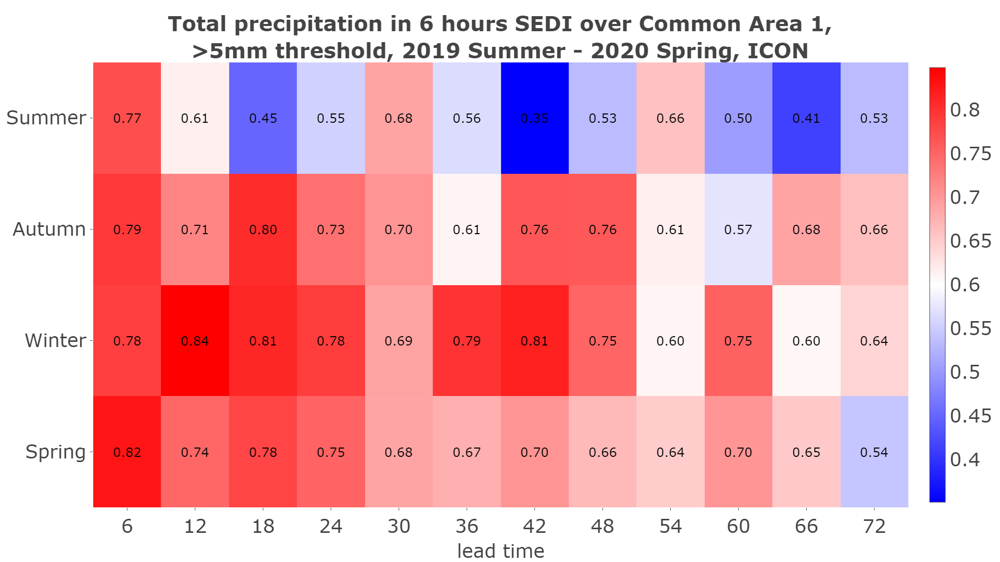 Total precipitation in 6 hours SEDI over Common Area 1,
>5mm threshold, 2019 Summer - 2020 Spring, ICON
Summer 0.77 0.61 0.45 0.55 0.68 0.56 0.35 0.53 0.66 0.50 0.41 0.53
Autumn 0.79 0.71 0.80 0.73 0.70 0.61 0.76 0.76 0.61 0.57 0.68 0.66
Winter 0.78 0.84 0.81 0.78 0.69 0.79 0.81 0.75 0.60 0.75 0.60 0.64
Spring 0.82 0.74 0.78 0.75 0.68 0.67 0.70 0.66 0.64 0.70 0.65 0.54
6 12 18 24 30 36 42 48 54 60 66 72
lead time
0.8
0.75
0.7
0.65
0.6
0.55
0.5
0.45
0.4